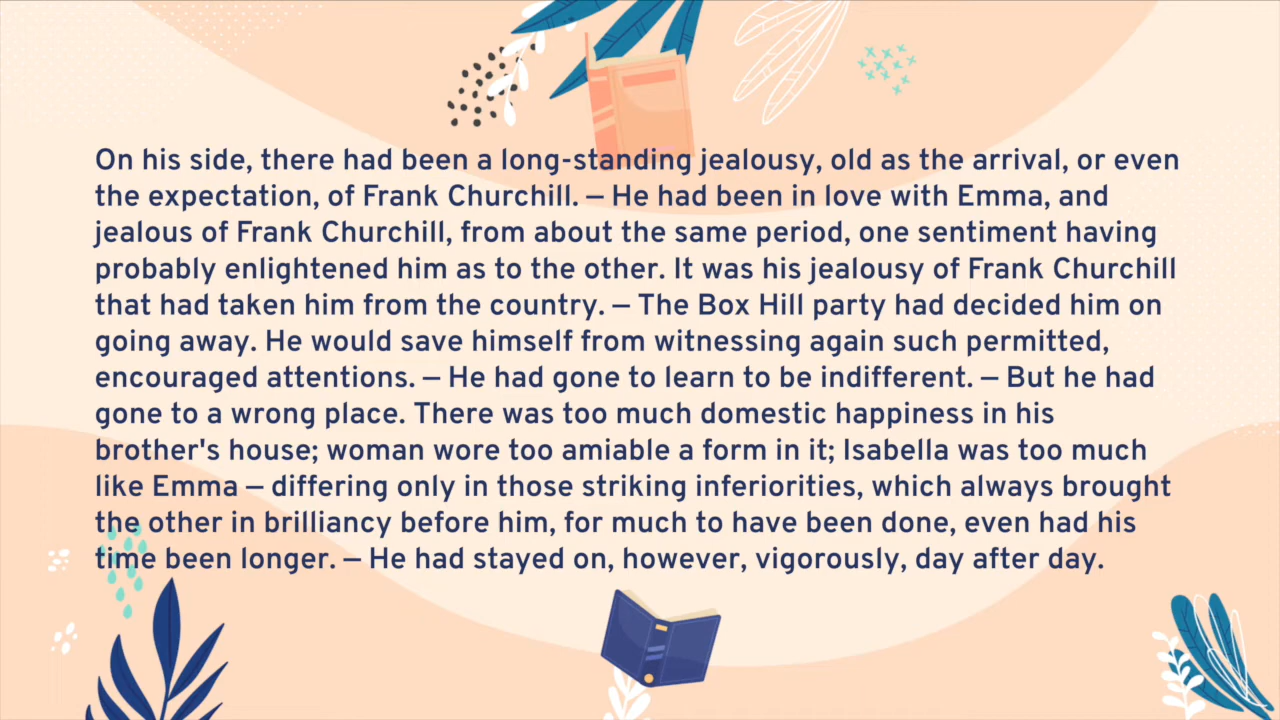 On his side, there had been a long-standing jealousy, old as the arrival, or even
the expectation, of Frank Churchill. – He had been in love with Emma, and
jealous of Frank Churchill, from about the same period, one sentiment having
probably enlightened him as to the other. It was his jealousy of Frank Churchill
that had taken him from the country. – The Box Hill party had decided him on
going away. He would save himself from witnessing again such permitted,
encouraged attentions. – He had gone to learn to be indifferent. – But he had
gone to a wrong place. There was too much domestic happiness in his
brother's house; woman wore too amiable a form in it; Isabella was too much
like Emma – differing only in those striking inferiorities, which always brought
the other in brilliancy before him, for much to have been done, even had his
time been longer. – He had stayed on, however, vigorously, day after day.